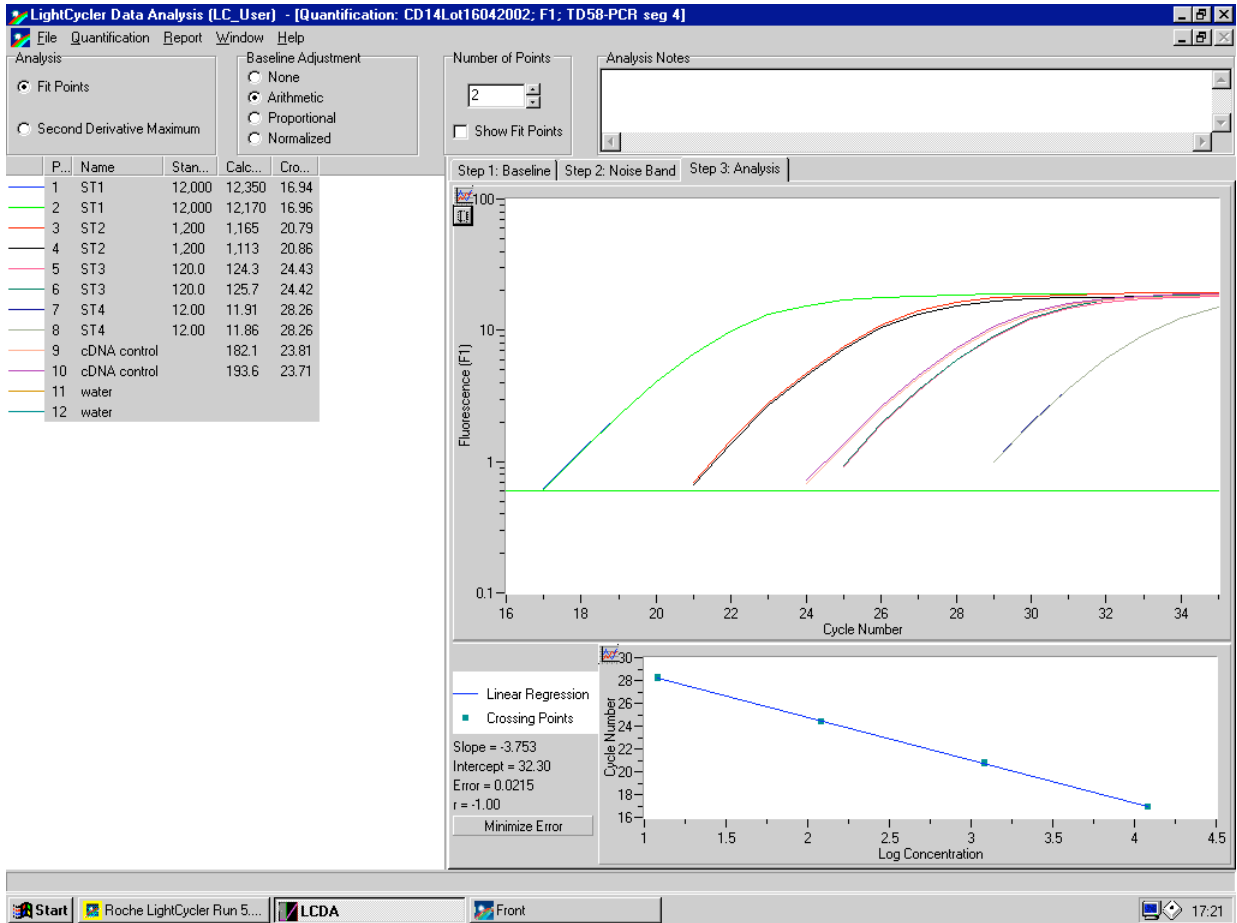 LightCycler Data Analysis (LC_User) - [Quantification: CD14Lot16042002; F1; TD58-PCR seg 4]
File Quantification Report Window Help
Analysis
Fit Points
Second Derivative Maximum
Baseline Adjustment
None
Arithmetic
Proportional
Normalized
Number of Points
2
Show Fit Points
Analysis Notes
P... Name Stan... Calc... Cro...
1 ST1 12,000 12,350 16.94
2 ST1 12,000 12,170 16.96
3 ST2 1,200 1,165 20.79
4 ST2 1,200 1,113 20.86
5 ST3 120.0 124.3 24.43
6 ST3 120.0 125.7 24.42
7 ST4 12.00 11.91 28.26
8 ST4 12.00 11.86 28.26
9 cDNA control 182.1 23.81
10 cDNA control 193.6 23.71
11 water
12 water
Step 1: Baseline Step 2: Noise Band Step 3: Analysis
100
10
1
0.1
Fluorescence (F1)
16 18 20 22 24 26 28 30 32 34
Cycle Number
Linear Regression
Crossing Points
Slope = -3.753
Intercept = 32.30
Error = 0.0215
r = -1.00
Minimize Error
30
28
26
24
22
20
18
16
Cycle Number
1 1.5 2 2.5 3 3.5 4 4.5
Log Concentration
Start Roche LightCycler Run 5.... LCDA Front 17:21